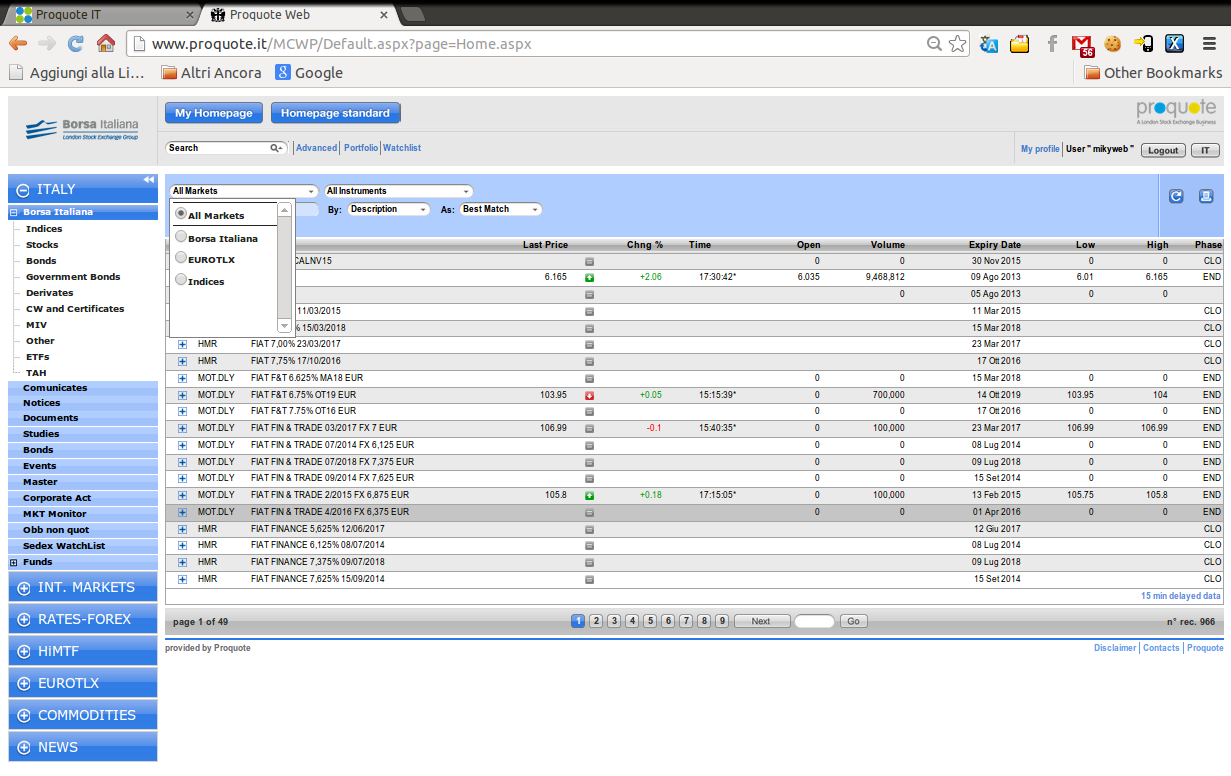 Proquote IT
Proquote Web
www.proquote.it/MCWP/Default.aspx?page=Home.aspx
56
Aggiungi alla Li...
Altri Ancora
Google
Other Bookmarks
Borsa Italiana
London Stock Exchange Group
My Homepage
Homepage standard
proquote
A London Stock Exchange Business
Search
Advanced
Portfolio
Watchlist
My profile
User " mikyweb "
Logout
IT
ITALY
Borsa Italiana
Indices
Stocks
Bonds
Government Bonds
Derivates
CW and Certificates
MIV
Other
ETFs
TAH
Comunicates
Notices
Documents
Studies
Bonds
Events
Master
Corporate Act
MKT Monitor
Obb non quot
Sedex WatchList
Funds
INT. MARKETS
RATES-FOREX
HiMTF
EUROTLX
COMMODITIES
NEWS
All Markets
All Instruments
By: Description
As: Best Match
All Markets
Borsa Italiana
EUROTLX
Indices
Last Price Chng % Time Open Volume Expiry Date Low High Phase
CALNV15 0 0 30 Nov 2015 0 0 CLO
6.165 +2.06 17:30:42* 6.035 9,468,812 09 Ago 2013 6.01 6.165 END
0 05 Ago 2013 0 0
11/03/2015 11 Mar 2015 CLO
% 15/03/2018 15 Mar 2018 CLO
HMR FIAT 7,00% 23/03/2017 23 Mar 2017 CLO
HMR FIAT 7,75% 17/10/2016 17 Ott 2016 CLO
MOT.DLY FIAT F&T 6.625% MA18 EUR 0 0 15 Mar 2018 0 0 END
MOT.DLY FIAT F&T 6.75% OT19 EUR 103.95 +0.05 15:15:39* 0 700,000 14 Ott 2019 103.95 104 END
MOT.DLY FIAT F&T 7.75% OT16 EUR 0 0 17 Ott 2016 0 0 END
MOT.DLY FIAT FIN & TRADE 03/2017 FX 7 EUR 106.99 -0.1 15:40:35* 0 100,000 23 Mar 2017 106.99 106.99 END
MOT.DLY FIAT FIN & TRADE 07/2014 FX 6,125 EUR 0 0 08 Lug 2014 0 0 END
MOT.DLY FIAT FIN & TRADE 07/2018 FX 7,375 EUR 0 0 09 Lug 2018 0 0 END
MOT.DLY FIAT FIN & TRADE 09/2014 FX 7,625 EUR 0 0 15 Set 2014 0 0 END
MOT.DLY FIAT FIN & TRADE 2/2015 FX 6,875 EUR 105.8 +0.18 17:15:05* 0 100,000 13 Feb 2015 105.75 105.8 END
MOT.DLY FIAT FIN & TRADE 4/2016 FX 6,375 EUR 0 0 01 Apr 2016 0 0 END
HMR FIAT FINANCE 5,625% 12/06/2017 12 Giu 2017 CLO
HMR FIAT FINANCE 6,125% 08/07/2014 08 Lug 2014 CLO
HMR FIAT FINANCE 7,375% 09/07/2018 09 Lug 2018 CLO
HMR FIAT FINANCE 7,625% 15/09/2014 15 Set 2014 CLO
15 min delayed data
page 1 of 49
1 2 3 4 5 6 7 8 9 Next Go
n° rec. 966
provided by Proquote
Disclaimer
Contacts
Proquote